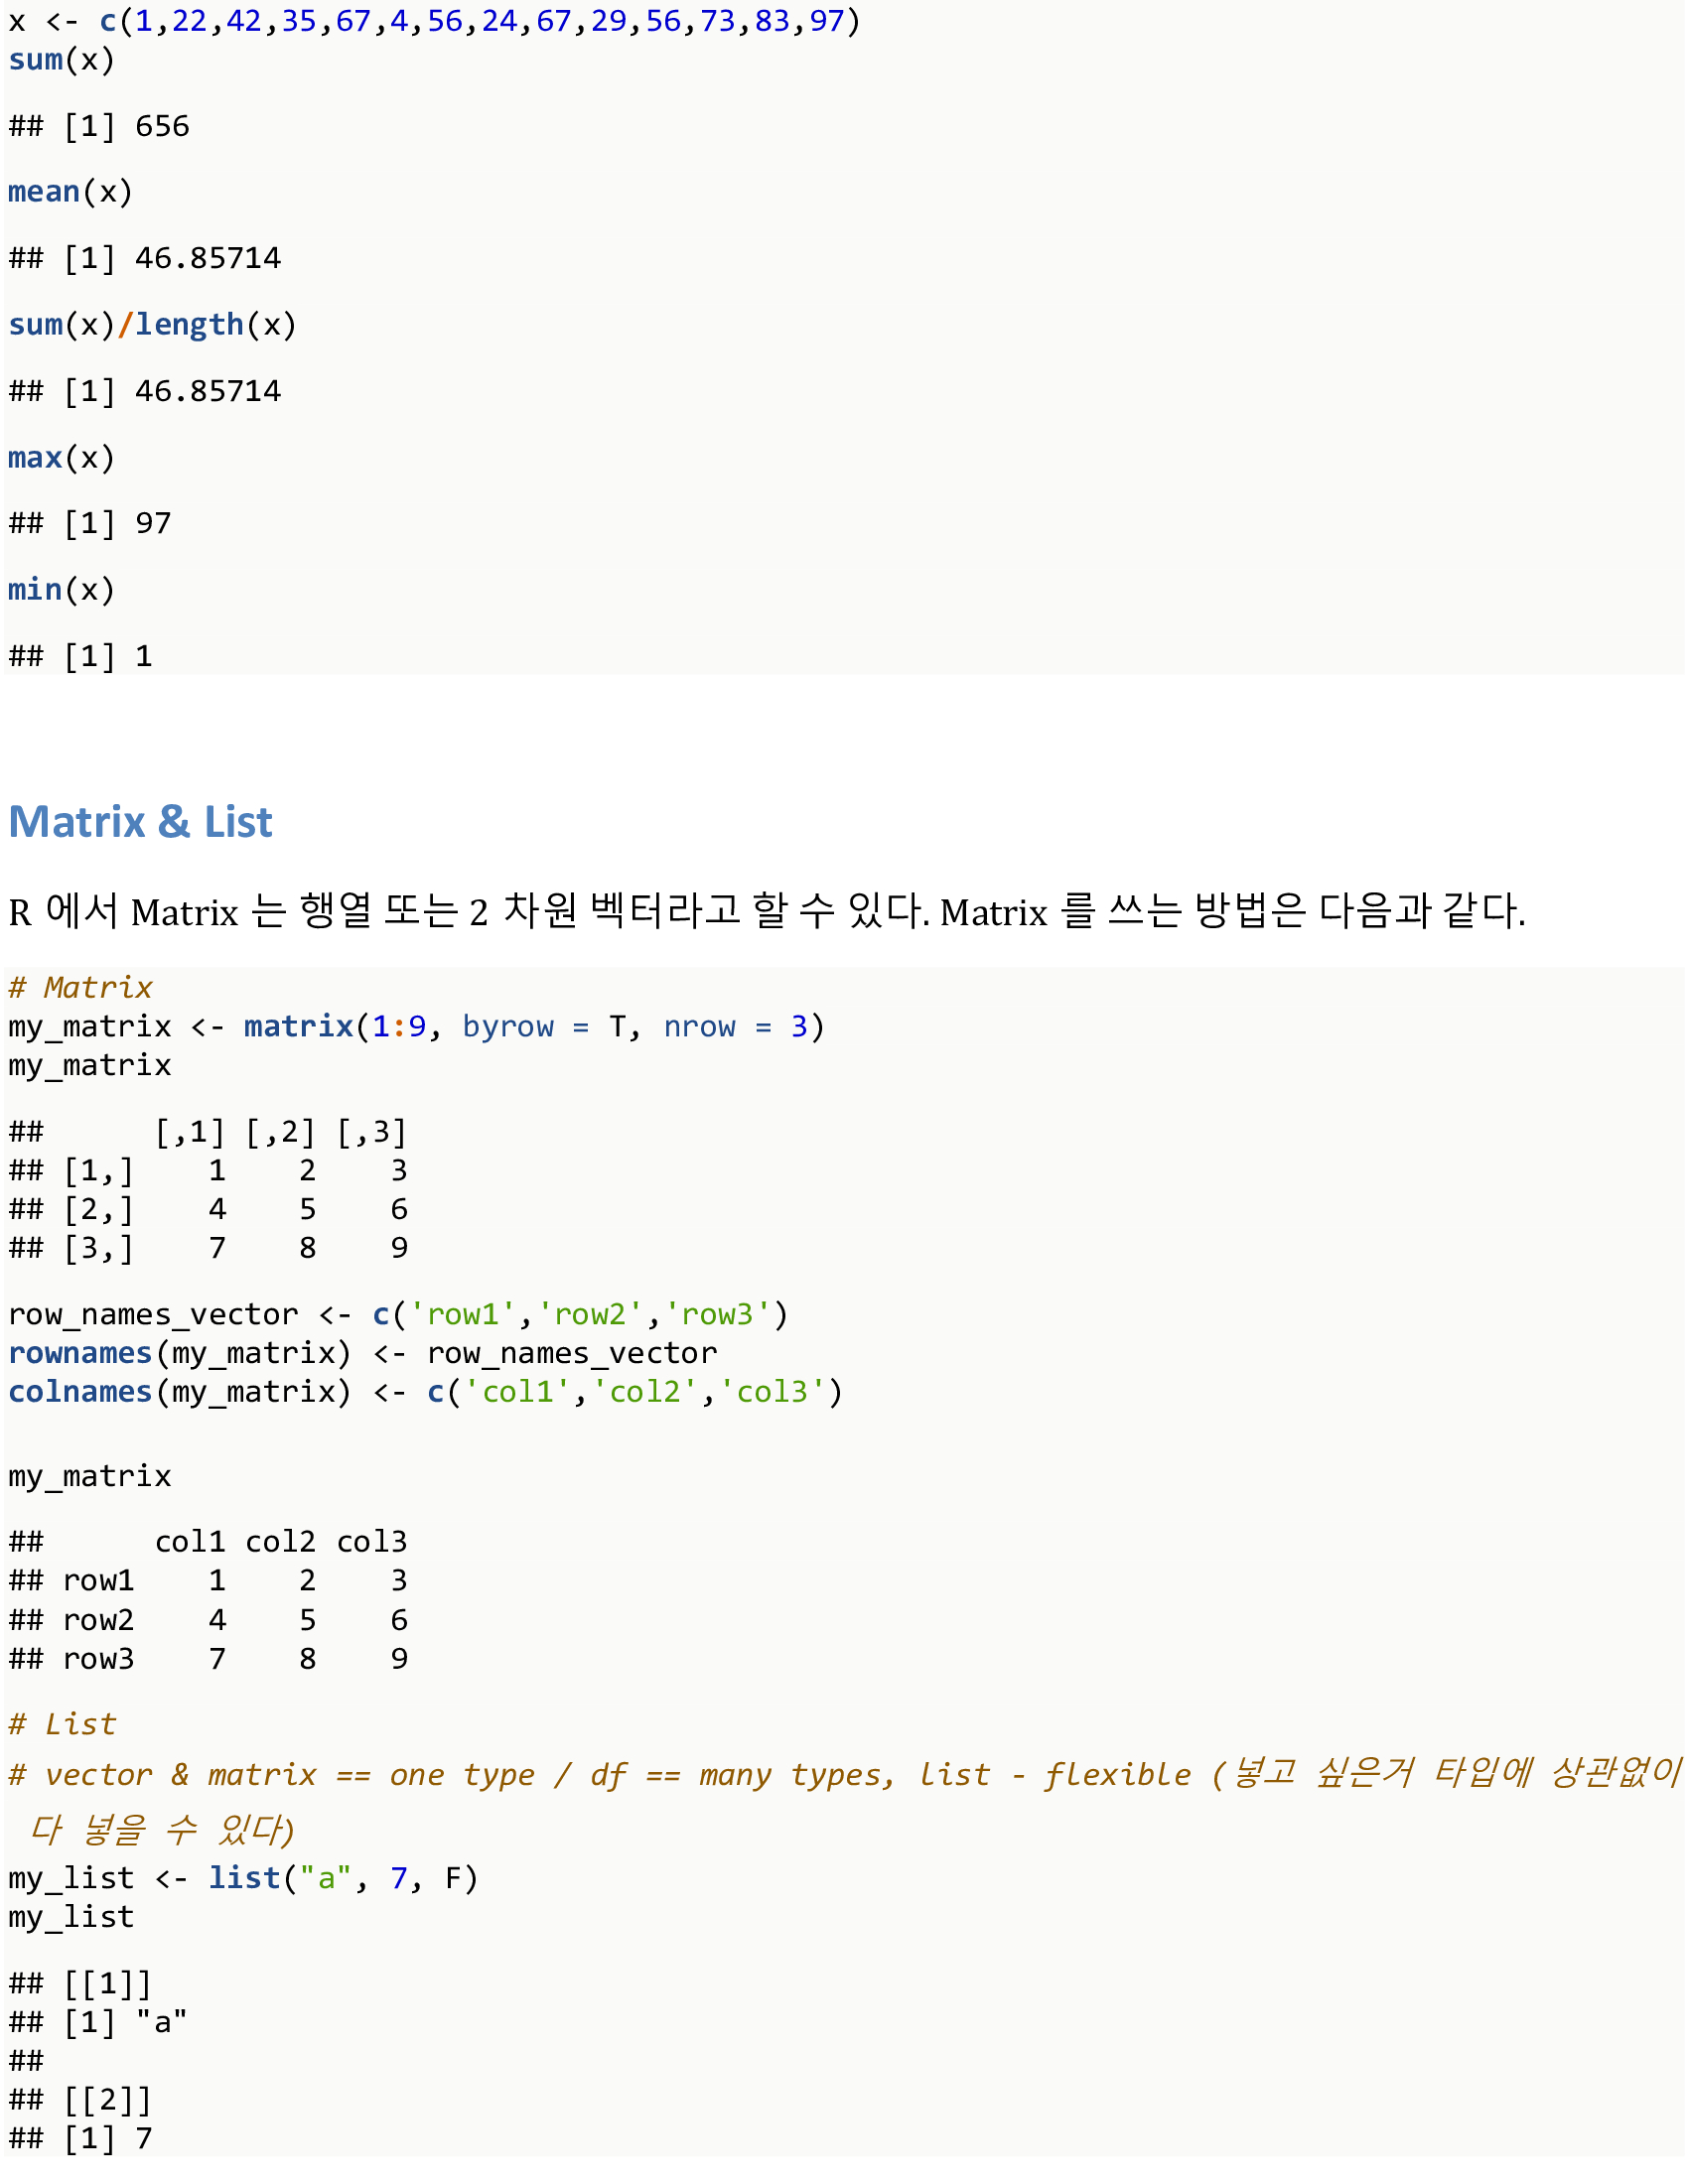 x <- c(1,22,42,35,67,4,56,24,67,29,56,73,83,97)
sum(x)
## [1] 656
mean(x)
## [1] 46.85714
sum(x)/length(x)
## [1] 46.85714
max(x)
## [1] 97
min(x)
## [1] 1
Matrix & List
R 에서 Matrix 는 행열 또는 2 차원 벡터라고 할 수 있다. Matrix 를 쓰는 방법은 다음과 같다.
# Matrix
my_matrix <- matrix(1:9, byrow = T, nrow = 3)
my_matrix
##      [,1] [,2] [,3]
## [1,]    1    2    3
## [2,]    4    5    6
## [3,]    7    8    9
row_names_vector <- c('row1','row2','row3')
rownames(my_matrix) <- row_names_vector
colnames(my_matrix) <- c('col1','col2','col3')
my_matrix
##      col1 col2 col3
## row1    1    2    3
## row2    4    5    6
## row3    7    8    9
# List
# vector & matrix == one type / df == many types, list - flexible (넣고 싶은거 타입에 상관없이
다 넣을 수 있다)
my_list <- list("a", 7, F)
my_list
## [[1]]
## [1] "a"
##
## [[2]]
## [1] 7